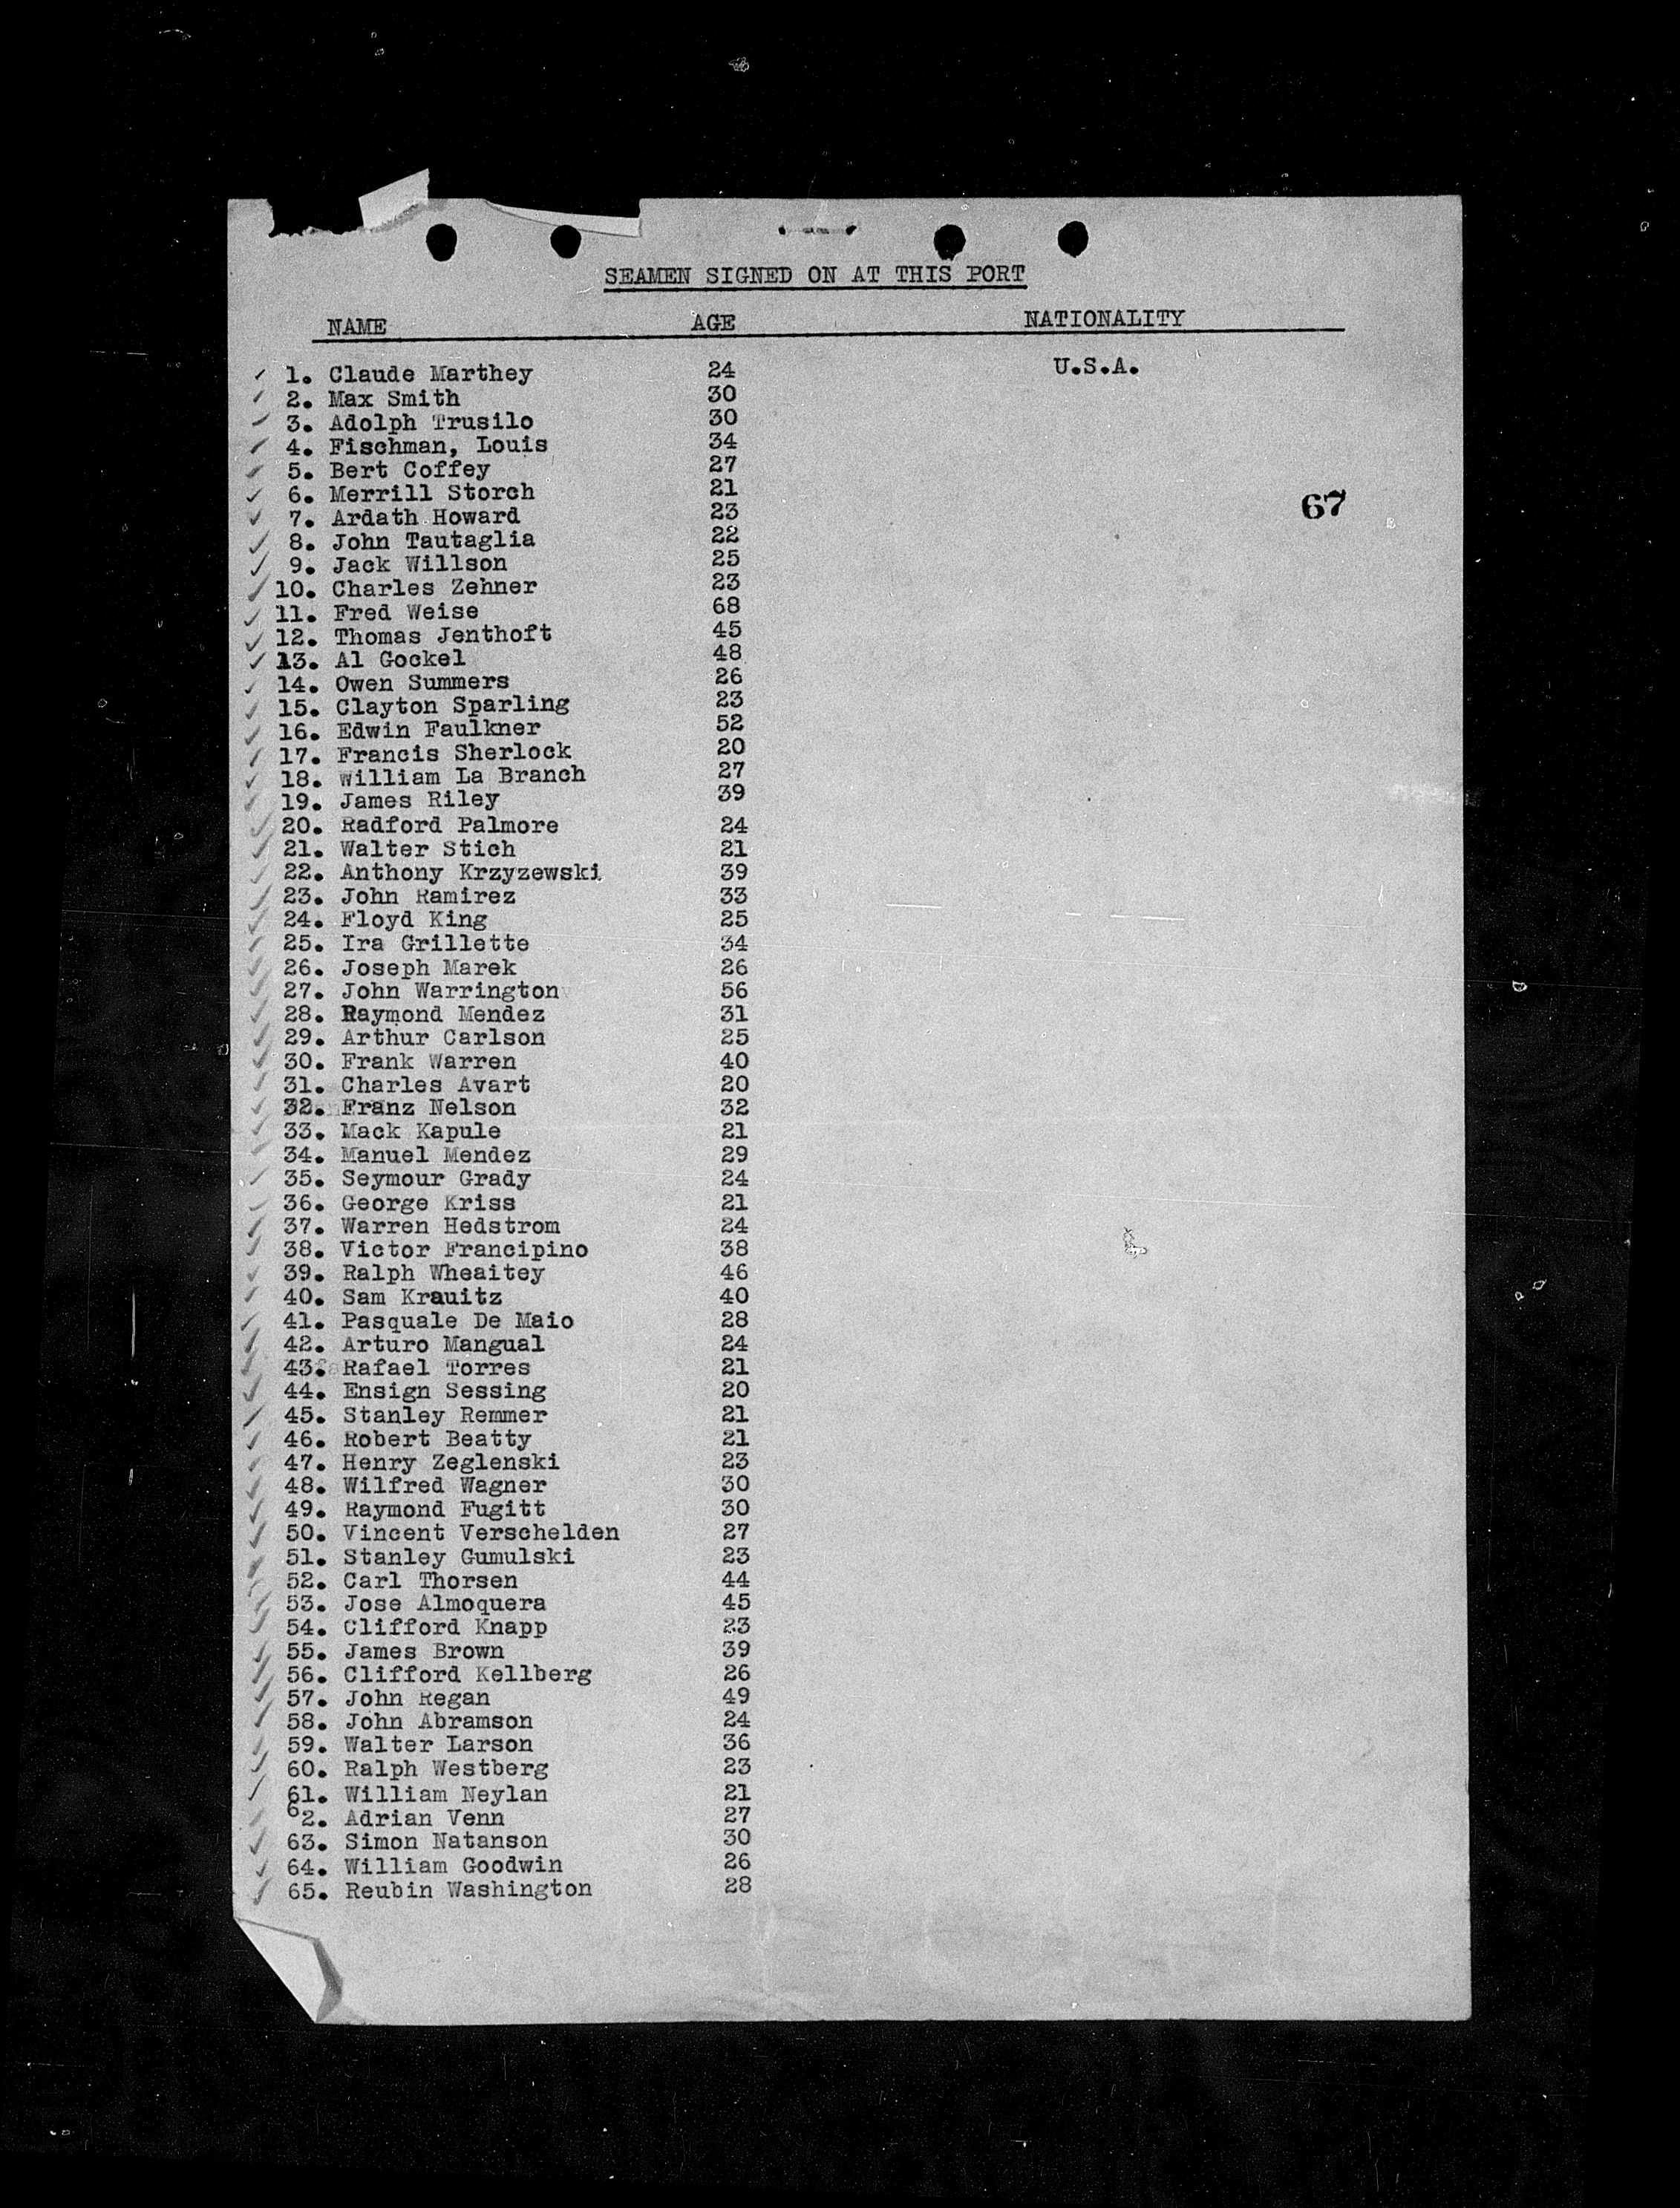 SEAMEN SIGNED ON AT THIS PORT
NAME AGE NATIONALITY
1. Claude Marthey 24 U.S.A.
2. Max Smith 30
3. Adolph Trusilo 30
4. Fischman, Louis 34
5. Bert Coffey 27
6. Merrill Storch 21
67
7. Ardath Howard 23
8. John Tautaglia 22
9. Jack Willson 25
10. Charles Zehner 23
11. Fred Weise 68
12. Thomas Jenthoft 45
13. Al Gockel 48
14. Owen Summers 26
15. Clayton Sparling 23
16. Edwin Faulkner 52
17. Francis Sherlock 20
18. William La Branch 27
19. James Riley 39
20. Radford Palmore 24
21. Walter Stich 21
22. Anthony Krzyzewski 39
23. John Ramirez 33
24. Floyd King 25
25. Ira Grillette 34
26. Joseph Marek 26
27. John Warrington 56
28. Raymond Mendez 31
29. Arthur Carlson 25
30. Frank Warren 40
31. Charles Avart 20
32. Franz Nelson 32
33. Mack Kapule 21
34. Manuel Mendez 29
35. Seymour Grady 24
36. George Kriss 21
37. Warren Hedstrom 24
38. Victor Francipino 38
39. Ralph Wheaitey 46
40. Sam Krauitz 40
41. Pasquale De Maio 28
42. Arturo Mangual 24
43. Rafael Torres 21
44. Ensign Sessing 20
45. Stanley Remmer 21
46. Robert Beatty 21
47. Henry Zeglenski 23
48. Wilfred Wagner 30
49. Raymond Fugitt 30
50. Vincent Verschelden 27
51. Stanley Gumulski 23
52. Carl Thorsen 44
53. Jose Almoquera 45
54. Clifford Knapp 23
55. James Brown 39
56. Clifford Kellberg 26
57. John Regan 49
58. John Abramson 24
59. Walter Larson 36
60. Ralph Westberg 23
61. William Neylan 21
62. Adrian Venn 27
63. Simon Natanson 30
64. William Goodwin 26
65. Reubin Washington 28